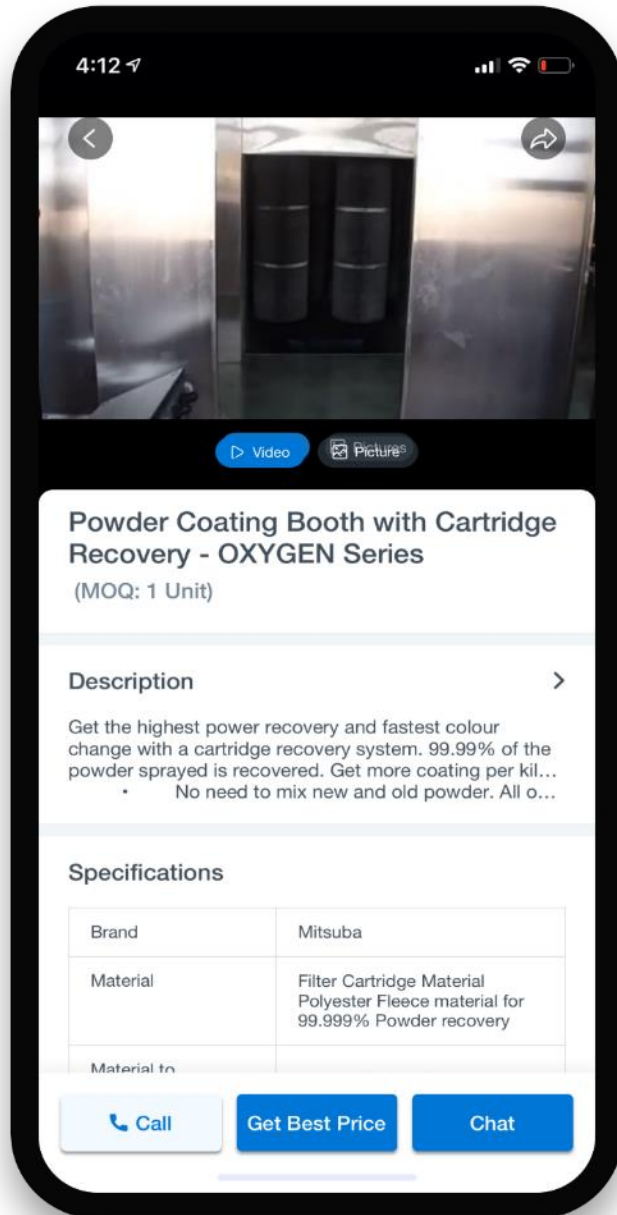 4:12
Video
Picture
Powder Coating Booth with Cartridge
Recovery - OXYGEN Series
(MOQ: 1 Unit)
Description
Get the highest power recovery and fastest colour
change with a cartridge recovery system. 99.99% of the
powder sprayed is recovered. Get more coating per kil...
• No need to mix new and old powder. All o...
Specifications
Brand Mitsuba
Material Filter Cartridge Material
Polyester Fleece material for
99.999% Powder recovery
Material to
Call
Get Best Price
Chat